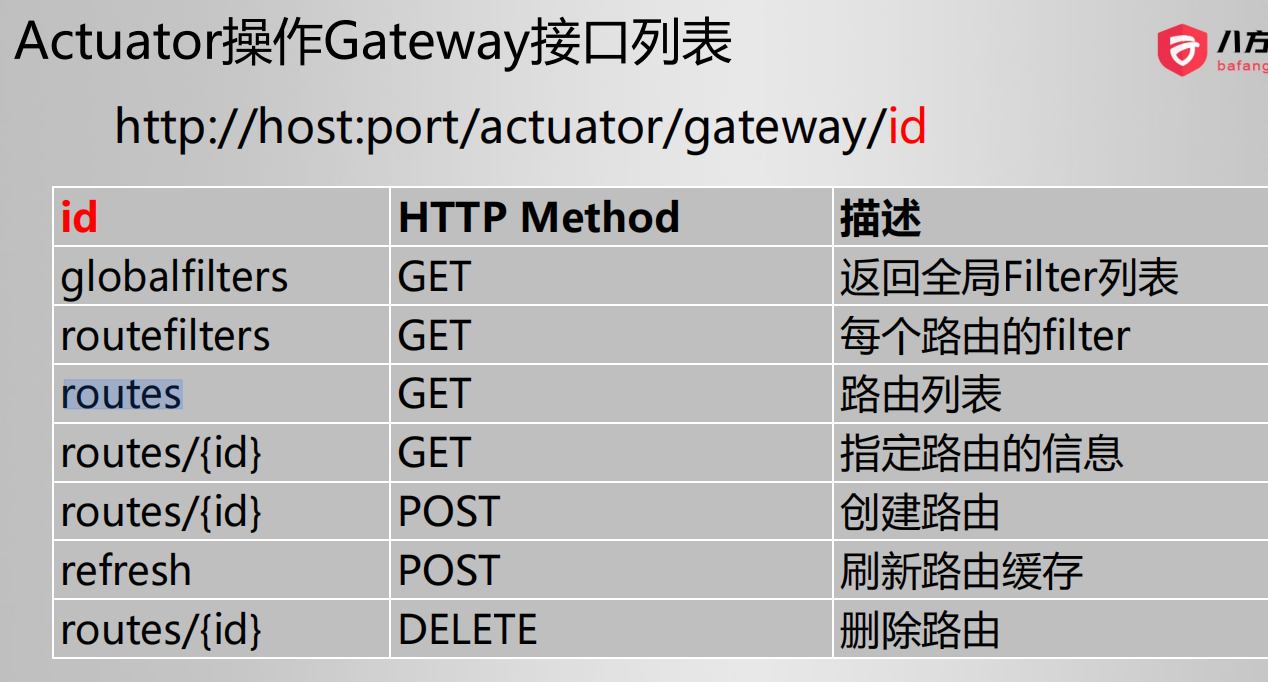 Actuator操作Gateway接口列表
八方
bafang
http://host:port/actuator/gateway/id
id HTTP Method 描述
globalfilters GET 返回全局Filter列表
routefilters GET 每个路由的filter
routes GET 路由列表
routes/{id} GET 指定路由的信息
routes/{id} POST 创建路由
refresh POST 刷新路由缓存
routes/{id} DELETE 删除路由